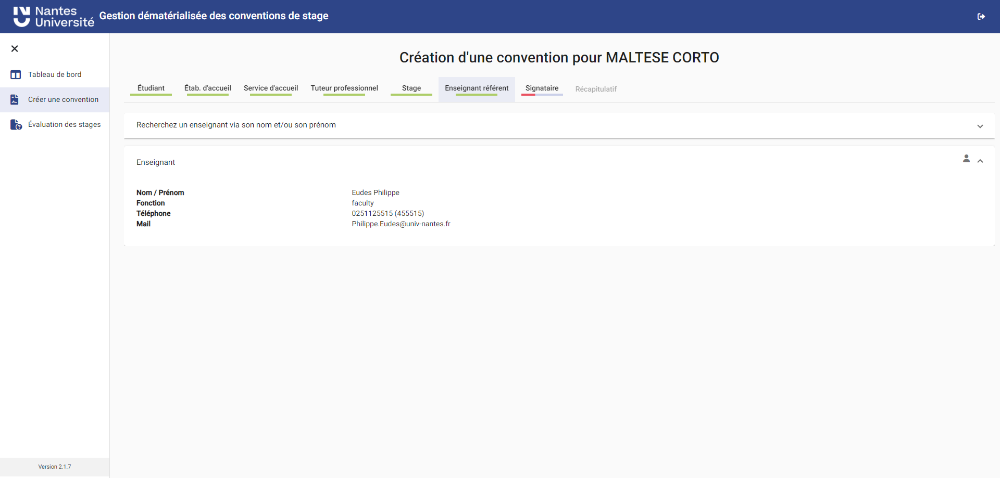 Nantes
Université
Gestion dématérialisée des conventions de stage
Création d'une convention pour MALTESE CORTO
Tableau de bord
Créer une convention
Évaluation des stages
Étudiant
Étab. d'accueil
Service d'accueil
Tuteur professionnel
Stage
Enseignant référent
Signataire
Récapitulatif
Recherchez un enseignant via son nom et/ou son prénom
Enseignant
Nom / Prénom Eudes Philippe
Fonction faculty
Téléphone 0251125515 (455515)
Mail Philippe.Eudes@univ-nantes.fr
Version 2.1.7